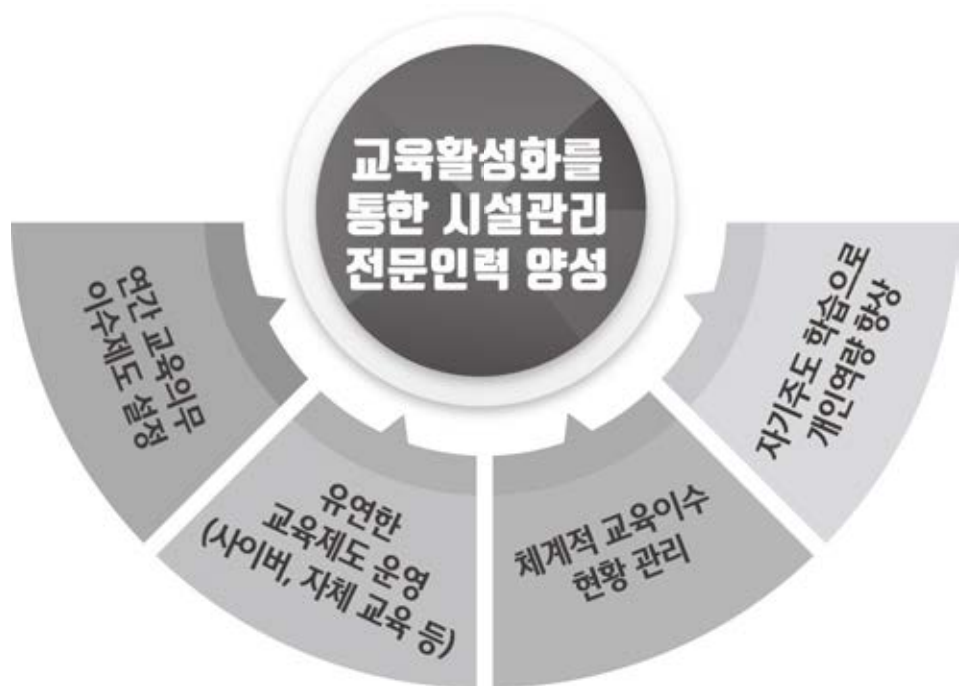 교육활성화를
통한 시설관리
전문인력 양성
연간 교육의무
이수제도 설정
유연한
교육제도 운영
(사이버, 자체 교육 등)
체계적 교육이수
현황 관리
자기주도 학습으로
개인역량 향상